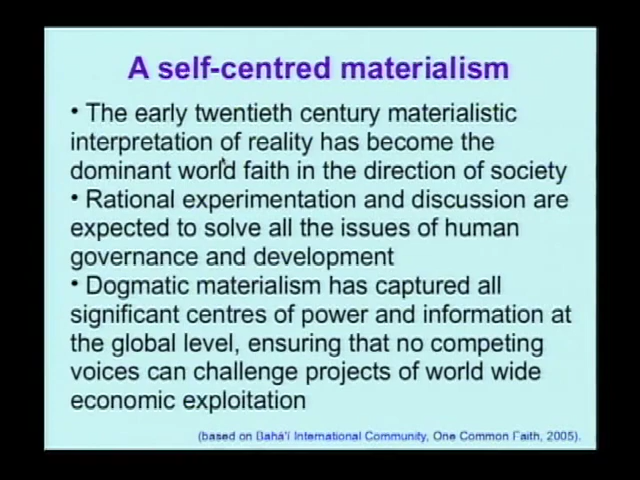 A self-centred materialism
• The early twentieth century materialistic
interpretation of reality has become the
dominant world faith in the direction of society
• Rational experimentation and discussion are
expected to solve all the issues of human
governance and development
• Dogmatic materialism has captured all
significant centres of power and information at
the global level, ensuring that no competing
voices can challenge projects of world wide
economic exploitation
(based on Bahá'í International Community, One Common Faith, 2005).